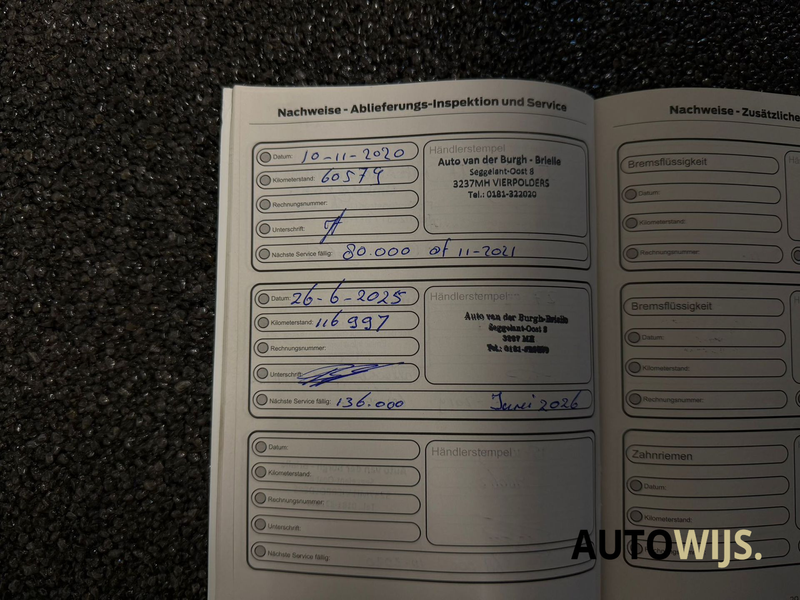 Nachweise - Ablieferungs-Inspektion und Service
Datum: 10-11-2020
Kilometerstand: 60579
Rechnungsnummer:
Unterschrift:
Nächste Service fällig: 80.000 of 11-2021
Händlerstempel
Auto van der Burgh - Brielle
Seggelant-Oost 8
3237MH VIERPOLDERS
Tel.: 0181-322020
Datum: 26-6-2025
Kilometerstand: 116997
Rechnungsnummer:
Unterschrift:
Nächste Service fällig: 136.000 Junei 2026
Händlerstempel
Auto van der Burgh-Brielle
Seggelant-Oost 8
3237 MH
Tel.:
Datum:
Kilometerstand:
Rechnungsnummer:
Unterschrift:
Nächste Service fällig:
Händlerstempel
Nachweise - Zusätzliche
Bremsflüssigkeit
Datum:
Kilometerstand:
Rechnungsnummer
Bremsflüssigkeit
Datum:
Kilometerstand:
Rechnungsnummer:
Zahnriemen
Datum:
Kilometerstand:
AUTOWIJS.